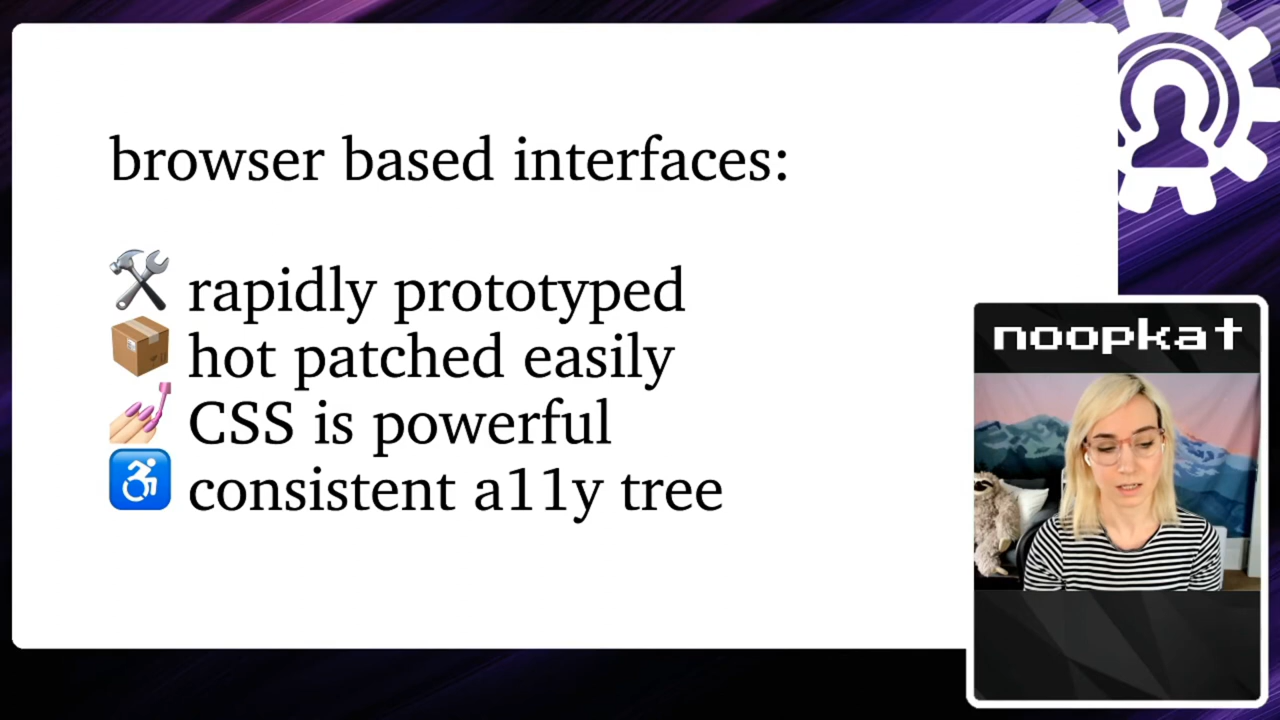 browser based interfaces:
🛠 rapidly prototyped
📦 hot patched easily
💅🏻 CSS is powerful
♿ consistent a11y tree
noopkat